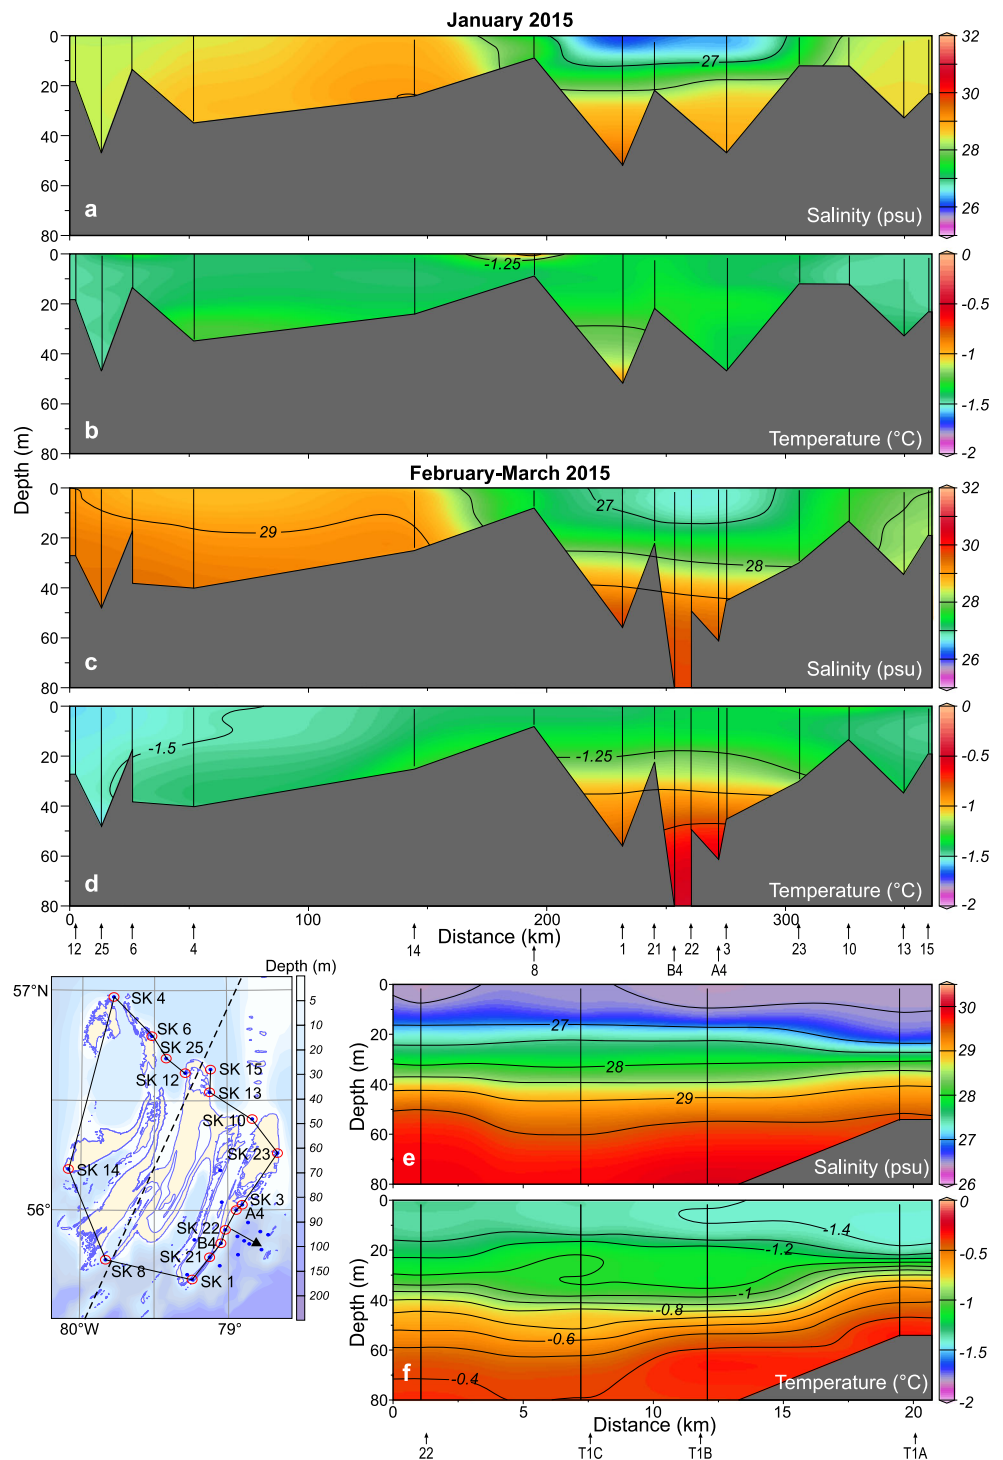 January 2015
0
20
40
60
80
27
a
Salinity (psu)
32
30
28
26
0
20
40
60
80
-1.25
b
Temperature (°C)
0
-0.5
-1
-1.5
-2
Depth (m)
February-March 2015
0
20
40
60
80
29
27
28
c
Salinity (psu)
32
30
28
26
0
20
40
60
80
-1.5
-1.25
d
Temperature (°C)
0
-0.5
-1
-1.5
-2
0 100 200 300
Distance (km)
12 25 6 4 14 8 1 21 B4 22 A4 3 23 10 13 15
Depth (m)
5
10
20
30
40
50
60
70
80
90
100
150
200
57°N
56°
80°W 79°
SK 4
SK 6
SK 25
SK 12
SK 15
SK 13
SK 10
SK 23
SK 14
SK 3
A4
SK 22
B4
SK 21
SK 8
SK 1
Depth (m)
0
20
40
60
80
27
28
29
e
Salinity (psu)
30
29
28
27
26
Depth (m)
0
20
40
60
80
-1.4
-1.2
-1
-0.8
-0.6
-0.4
f
Temperature (°C)
0
-0.5
-1
-1.5
-2
0 5 10 15 20
Distance (km)
22 T1C T1B T1A